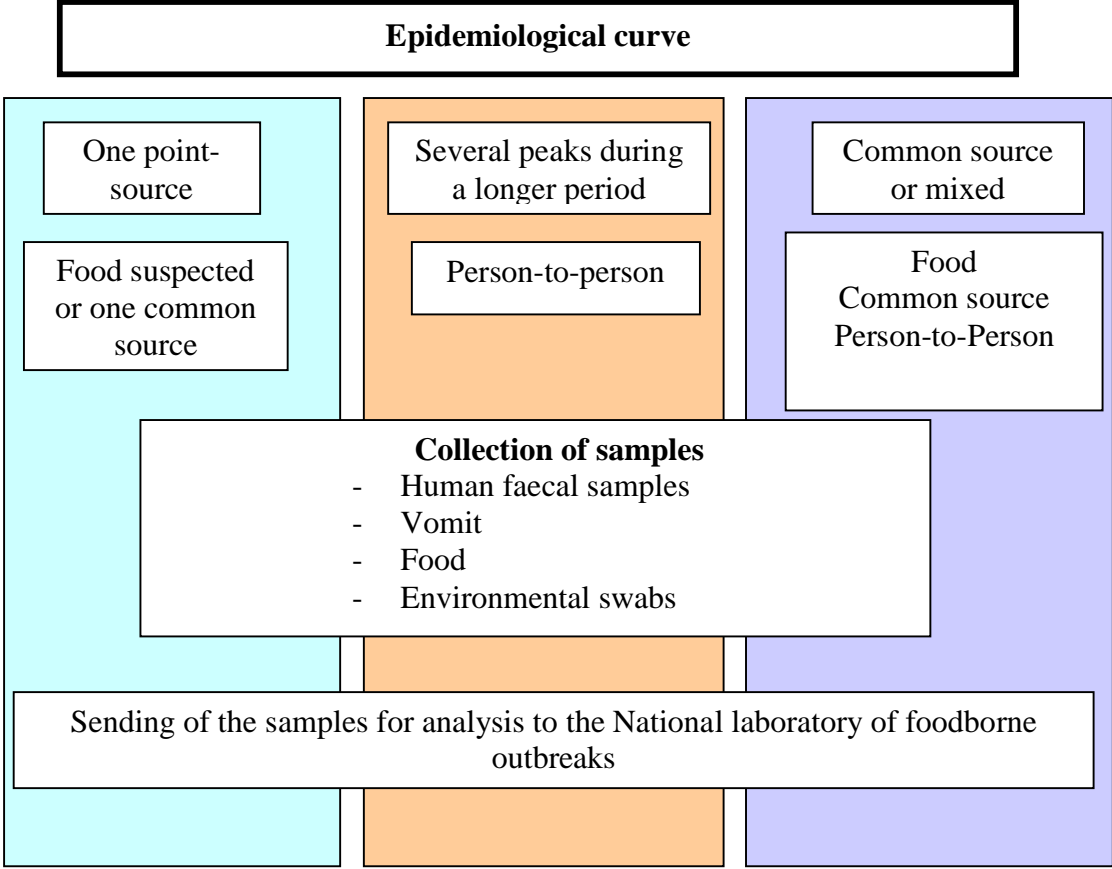 Epidemiological curve
One point-
source
Several peaks during
a longer period
Common source
or mixed
Food suspected
or one common
source
Person-to-person
Food
Common source
Person-to-Person
Collection of samples
- Human faecal samples
- Vomit
- Food
- Environmental swabs
Sending of the samples for analysis to the National laboratory of foodborne
outbreaks